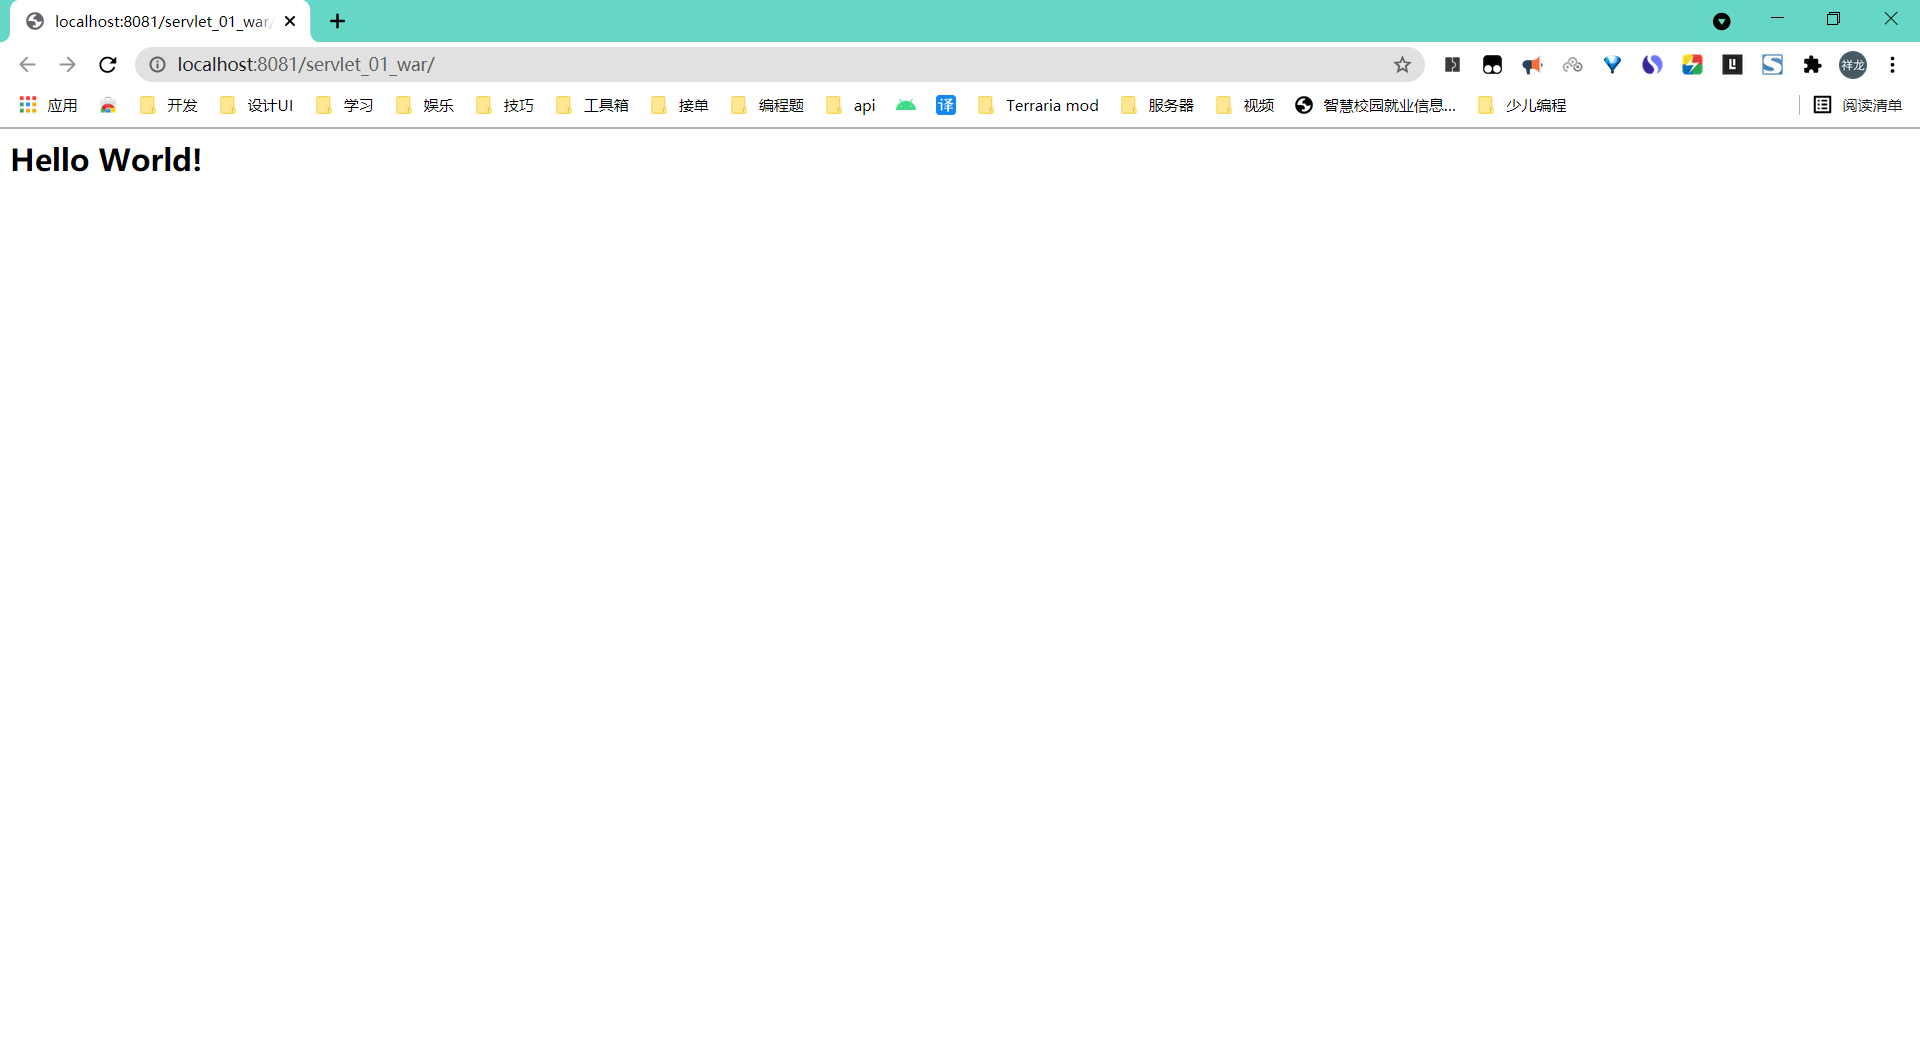 localhost:8081/servlet_01_war/
localhost:8081/servlet_01_war/
祥龙
应用 开发 设计UI 学习 娱乐 技巧 工具箱 接单 编程题 api 译 Terraria mod 服务器 视频 智慧校园就业信息... 少儿编程 阅读清单
Hello World!